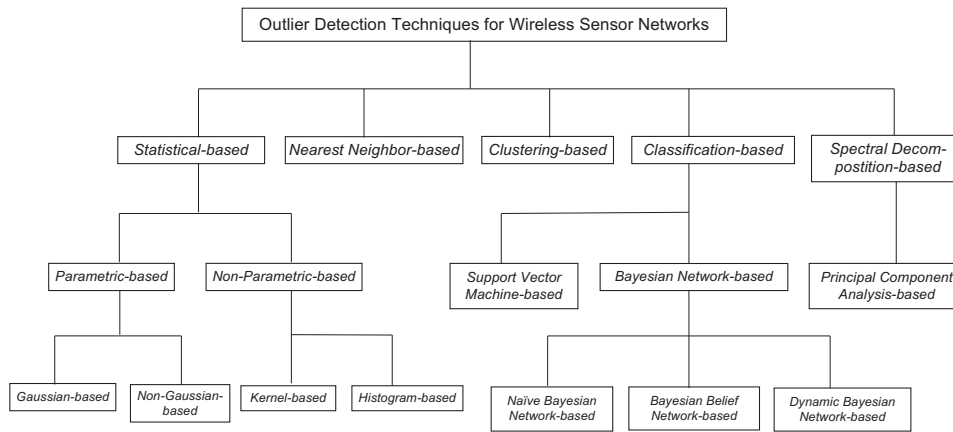 Outlier Detection Techniques for Wireless Sensor Networks
Statistical-based
Nearest Neighbor-based
Clustering-based
Classification-based
Spectral Decom-
postition-based
Parametric-based
Non-Parametric-based
Support Vector
Machine-based
Bayesian Network-based
Principal Component
Analysis-based
Gaussian-based
Non-Gaussian-
based
Kernel-based
Histogram-based
Naïve Bayesian
Network-based
Bayesian Belief
Network-based
Dynamic Bayesian
Network-based